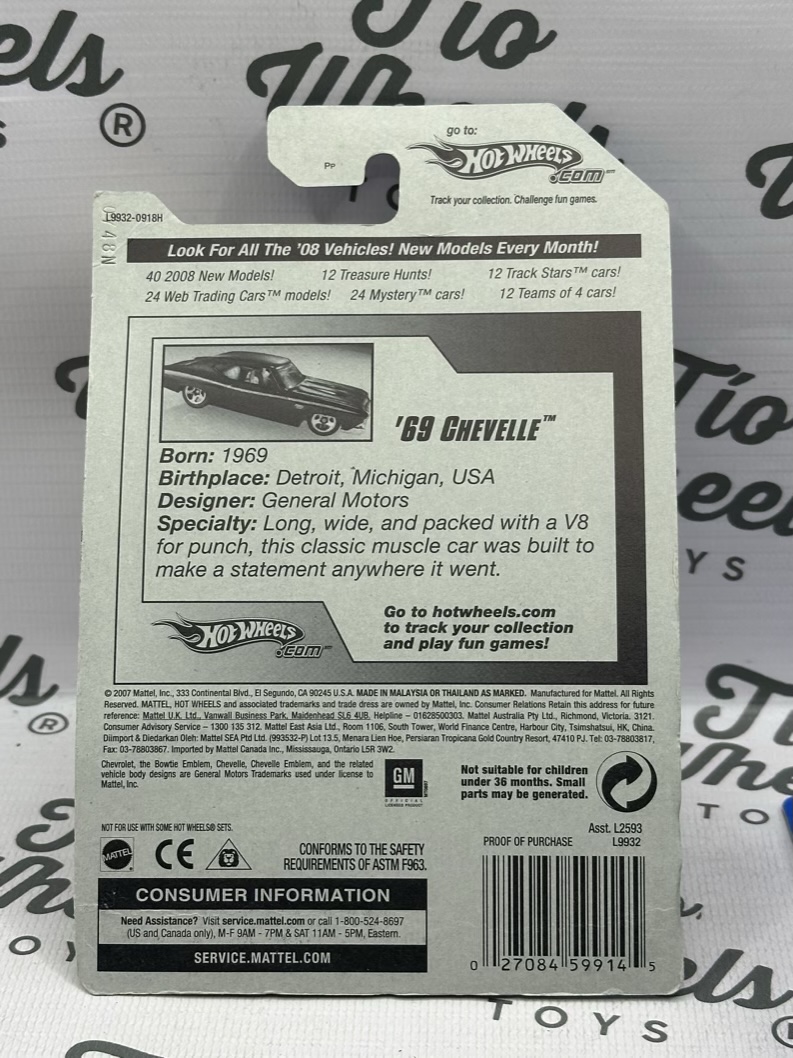 els
®
Tio
Wheels
go to:
HOT WHEELS
.COM
Track your collection. Challenge fun games.
PP
L9932-0918H
48N
Look For All The '08 Vehicles! New Models Every Month!
40 2008 New Models! 12 Treasure Hunts! 12 Track Stars™ cars!
24 Web Trading Cars™ models! 24 Mystery™ cars! 12 Teams of 4 cars!
'69 CHEVELLE™
Born: 1969
Birthplace: Detroit, Michigan, USA
Designer: General Motors
Specialty: Long, wide, and packed with a V8
for punch, this classic muscle car was built to
make a statement anywhere it went.
HOT WHEELS
.COM
Go to hotwheels.com
to track your collection
and play fun games!
© 2007 Mattel, Inc., 333 Continental Blvd., El Segundo, CA 90245 U.S.A. MADE IN MALAYSIA OR THAILAND AS MARKED. Manufactured for Mattel. All Rights
Reserved. MATTEL, HOT WHEELS and associated trademarks and trade dress are owned by Mattel, Inc. Consumer Relations Retain this address for future
reference: Mattel U.K. Ltd., Vanwall Business Park, Maidenhead SL6 4UB. Helpline – 01628500303. Mattel Australia Pty Ltd., Richmond, Victoria. 3121.
Consumer Advisory Service – 1300 135 312. Mattel East Asia Ltd., Room 1106, South Tower, World Finance Centre, Harbour City, Tsimshatsui, HK, China.
Diimport & Diedarkan Oleh: Mattel SEA Ptd Ltd. (993532-P) Lot 13.5, Menara Lien Hoe, Persiaran Tropicana Gold Country Resort, 47410 PJ. Tel: 03-78803817,
Fax: 03-78803867. Imported by Mattel Canada Inc., Mississauga, Ontario L5R 3W2.
Chevrolet, the Bowtie Emblem, Chevelle, Chevelle Emblem, and the related
vehicle body designs are General Motors Trademarks used under license to
Mattel, Inc.
GM
OFFICIAL
LICENSED PRODUCT
Not suitable for children
under 36 months. Small
parts may be generated.
NOT FOR USE WITH SOME HOT WHEELS® SETS.
MATTEL
CE
CONFORMS TO THE SAFETY
REQUIREMENTS OF ASTM F963.
Asst. L2593
PROOF OF PURCHASE L9932
CONSUMER INFORMATION
Need Assistance? Visit service.mattel.com or call 1-800-524-8697
(US and Canada only), M-F 9AM - 7PM & SAT 11AM - 5PM, Eastern.
SERVICE.MATTEL.COM
0 27084 59914 5
Tio
eel
YS
®
TO
els
TOYS